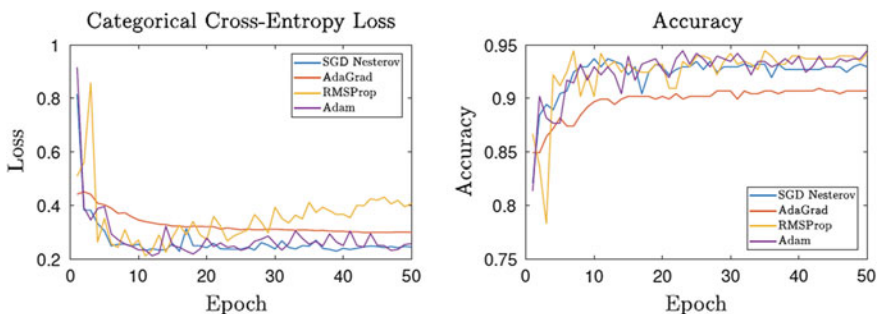 Categorical Cross-Entropy Loss
1
0.8
0.6
0.4
0.2
Loss
SGD Nesterov
AdaGrad
RMSProp
Adam
0 10 20 30 40 50
Epoch
Accuracy
0.95
0.9
0.85
0.8
0.75
Accuracy
SGD Nesterov
AdaGrad
RMSProp
Adam
0 10 20 30 40 50
Epoch